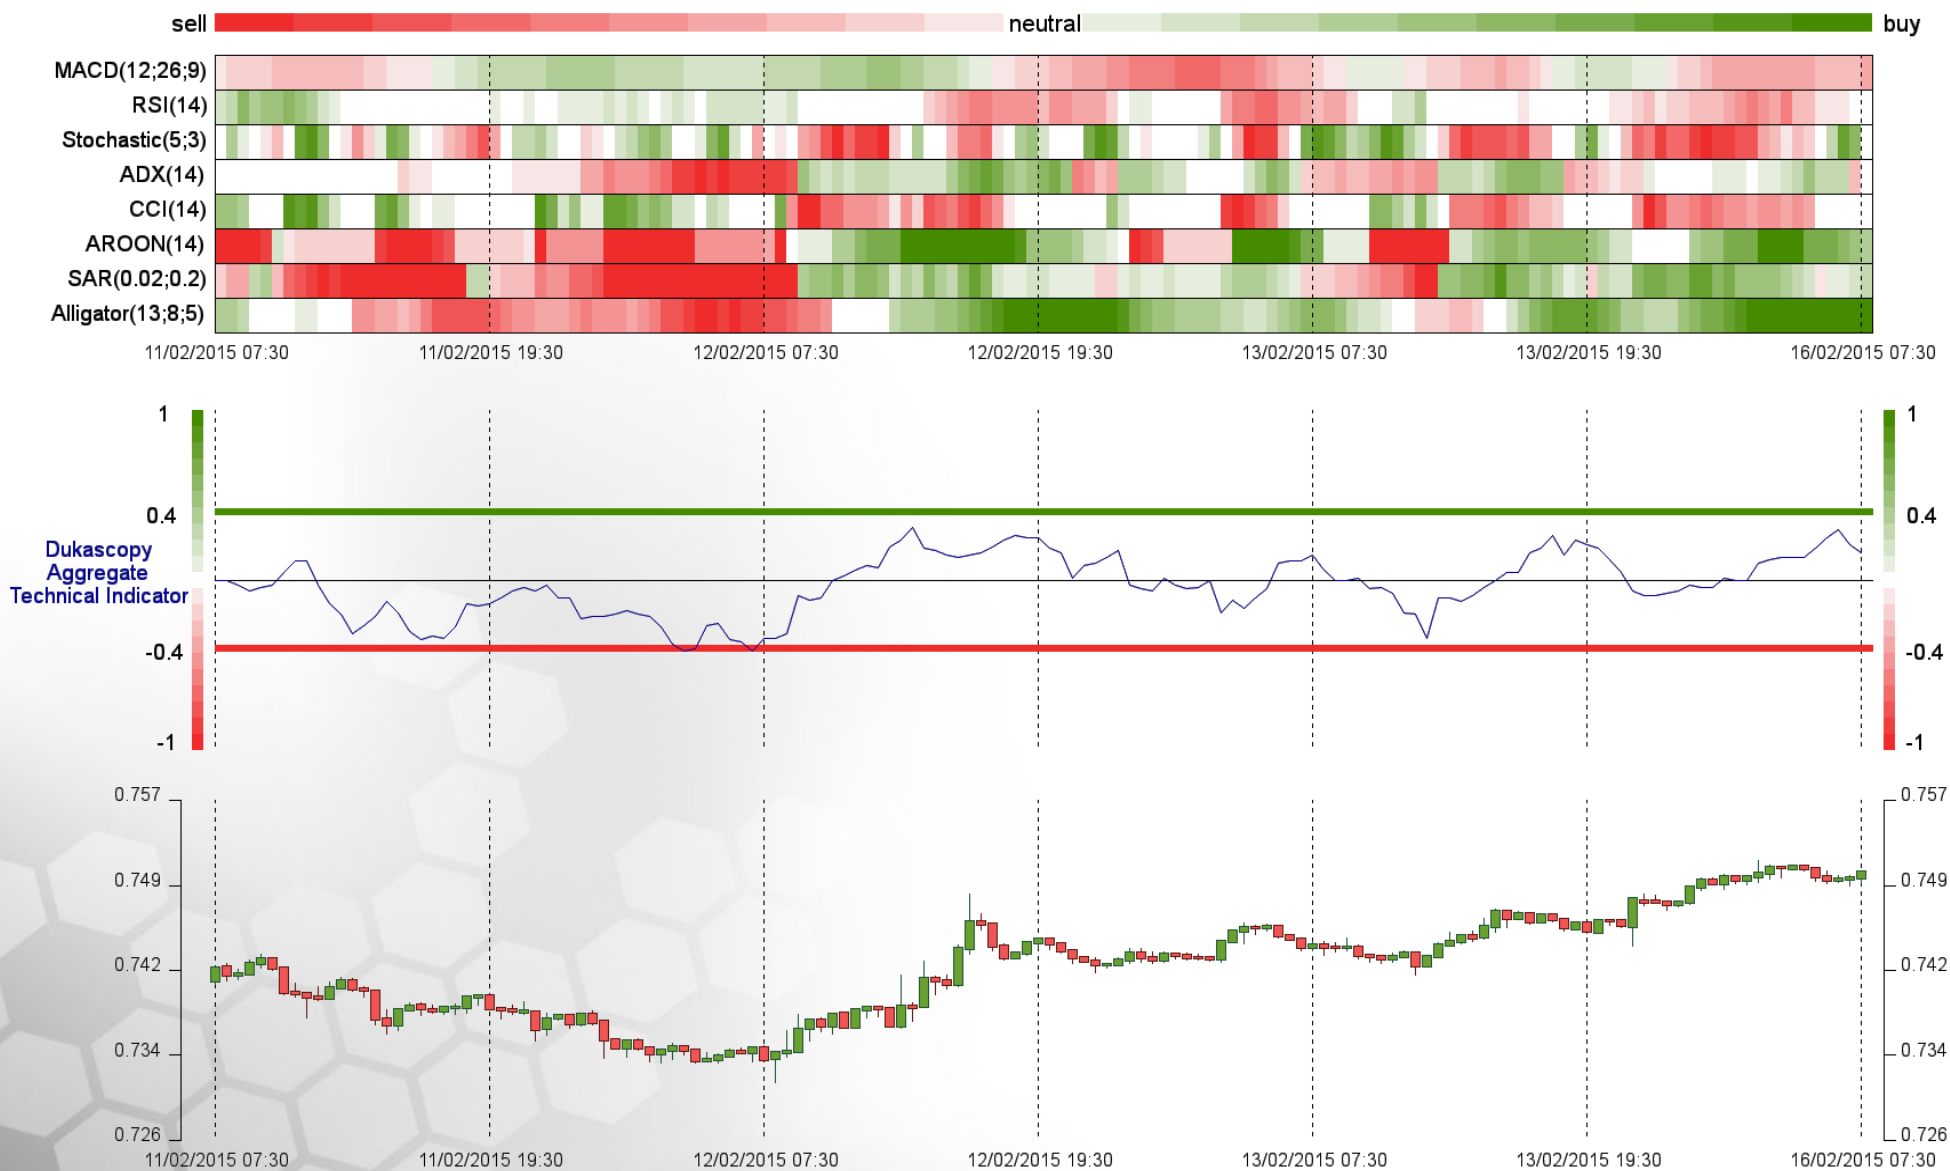 sell neutral buy
MACD(12;26;9)
RSI(14)
Stochastic(5;3)
ADX(14)
CCI(14)
AROON(14)
SAR(0.02;0.2)
Alligator(13;8;5)
11/02/2015 07:30 11/02/2015 19:30 12/02/2015 07:30 12/02/2015 19:30 13/02/2015 07:30 13/02/2015 19:30 16/02/2015 07:30
1 1
0.4 0.4
Dukascopy
Aggregate
Technical Indicator
-0.4 -0.4
-1 -1
0.757 0.757
0.749 0.749
0.742 0.742
0.734 0.734
0.726 0.726
11/02/2015 07:30 11/02/2015 19:30 12/02/2015 07:30 12/02/2015 19:30 13/02/2015 07:30 13/02/2015 19:30 16/02/2015 07:30